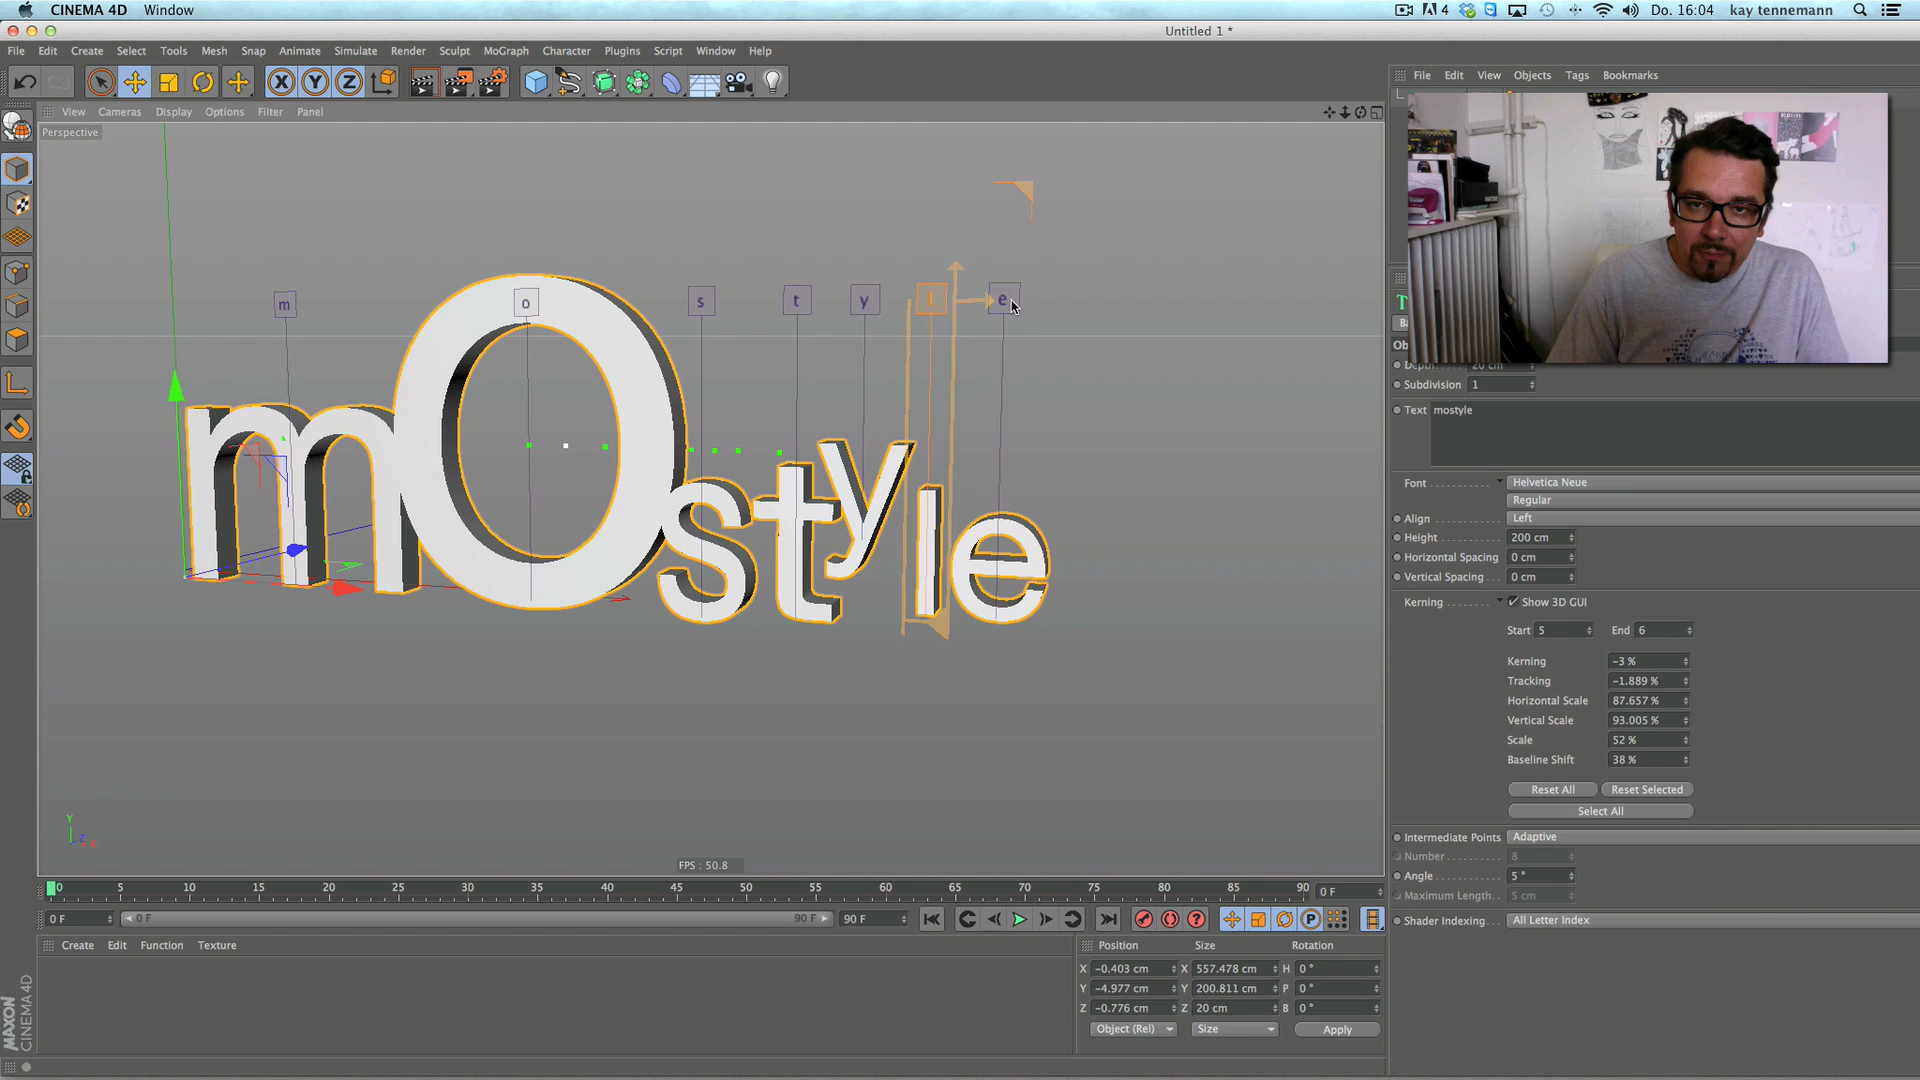 CINEMA 4D Window
4 Do. 16:04 kay tennemann
Untitled 1 *
File Edit Create Select Tools Mesh Snap Animate Simulate Render Sculpt MoGraph Character Plugins Script Window Help
File Edit View Objects Tags Bookmarks
X Y Z
View Cameras Display Options Filter Panel
Perspective
m o s t y l e
mostyle
Subdivision 1
Text mostyle
Font Helvetica Neue
Regular
Align Left
Height 200 cm
Horizontal Spacing 0 cm
Vertical Spacing 0 cm
Kerning Show 3D GUI
Start 5 End 6
Kerning -3 %
Tracking -1.889 %
Horizontal Scale 87.657 %
Vertical Scale 93.005 %
Scale 52 %
Baseline Shift 38 %
Reset All Reset Selected
Select All
Intermediate Points Adaptive
Number 8
Angle 5 °
Maximum Length 5 cm
Shader Indexing All Letter Index
Y
Z X
FPS : 50.8
0 5 10 15 20 25 30 35 40 45 50 55 60 65 70 75 80 85 90 0 F
0 F 0 F 90 F 90 F P
Create Edit Function Texture
Position Size Rotation
X -0.403 cm X 557.478 cm H 0 °
Y -4.977 cm Y 200.811 cm P 0 °
Z -0.776 cm Z 20 cm B 0 °
Object (Rel) Size Apply
MAXON
CINEMA 4D